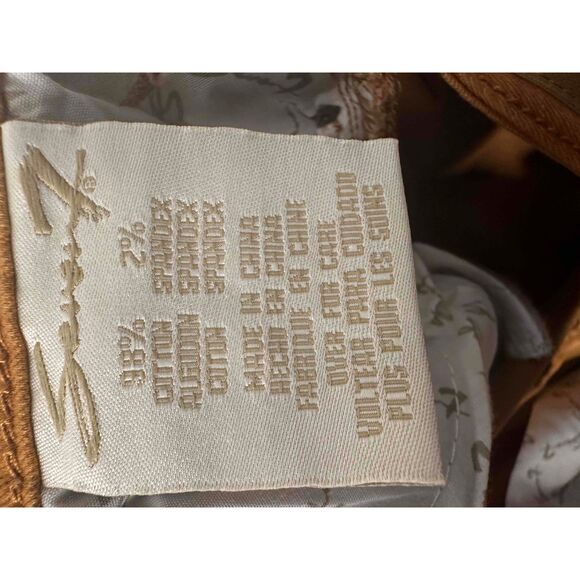 ®
98% 2%
COTTON SPANDEX
ALGODON SPANDEX
COTON SPANDEX
MADE IN CHINA
HECHO EN CHINA
FABRIQUE EN CHINE
OVER FOR CARE
VOLTEAR PARA CUIDADO
PLUS POUR LES SOINS